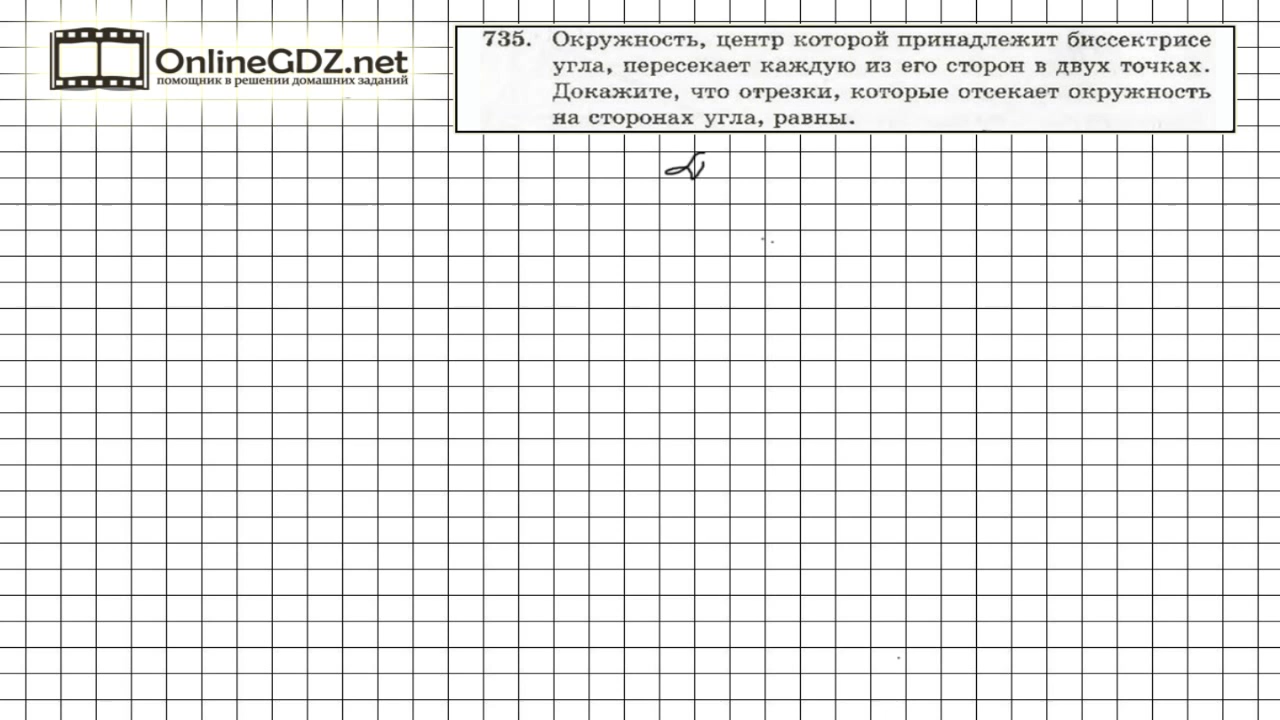 OnlineGDZ.net
помощник в решении домашних заданий
735. Окружность, центр которой принадлежит биссектрисе
угла, пересекает каждую из его сторон в двух точках.
Докажите, что отрезки, которые отсекает окружность
на сторонах угла, равны.